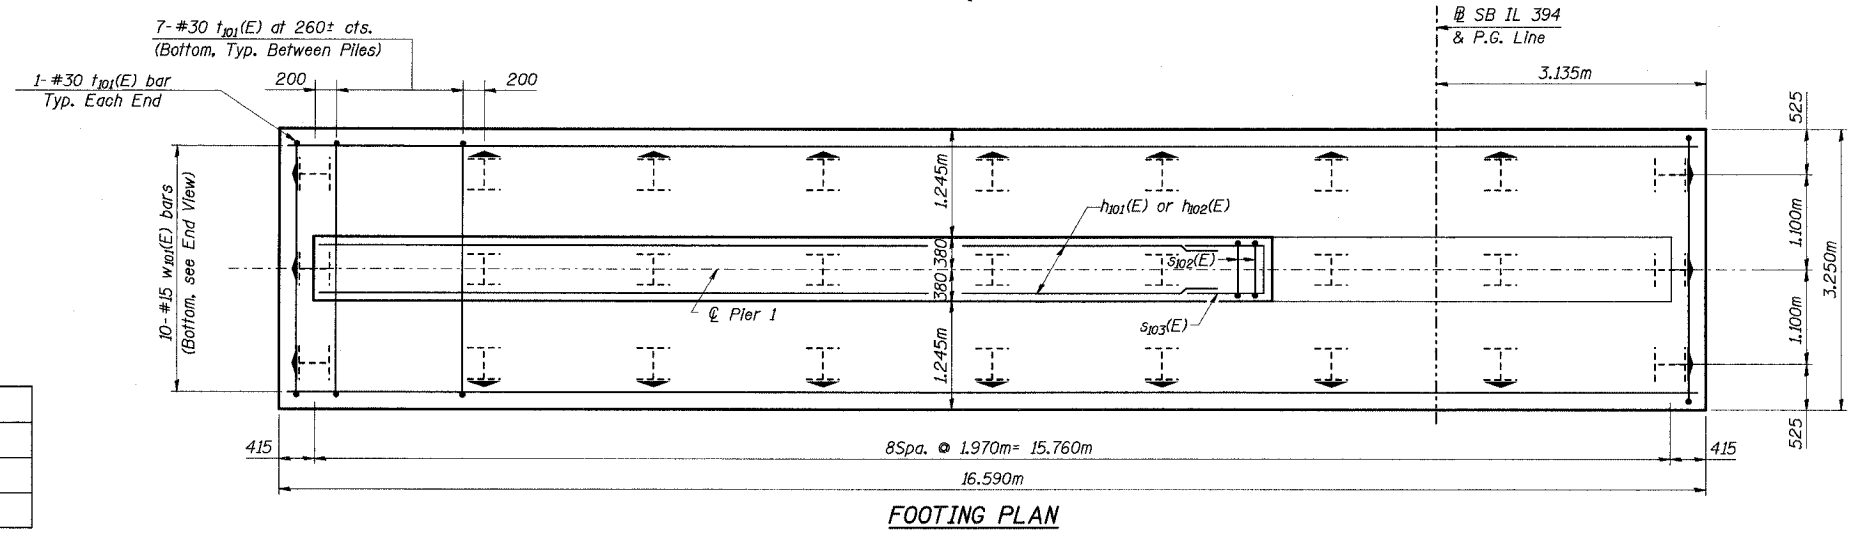 7-#30 t101(E) at 260± cts.
(Bottom, Typ. Between Piles)
1-#30 t101(E) bar
Typ. Each End
200
200
℄ SB IL 394
& P.G. Line
3.135m
525
1.100m
1.100m
525
3.250m
10-#15 w101(E) bars
(Bottom, see End View)
1.245m
380
380
1.245m
h101(E) or h102(E)
s102(E)
s103(E)
℄ Pier 1
415
8Spa. @ 1.970m= 15.760m
415
16.590m
FOOTING PLAN